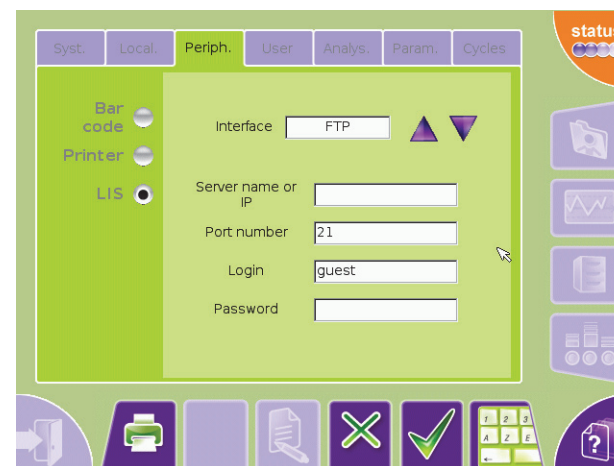 status
Syst. Local. Periph. User Analys. Param. Cycles
Bar
code
Printer
LIS
Interface FTP
Server name or
IP
Port number 21
Login guest
Password
1 2 3
A Z E
?